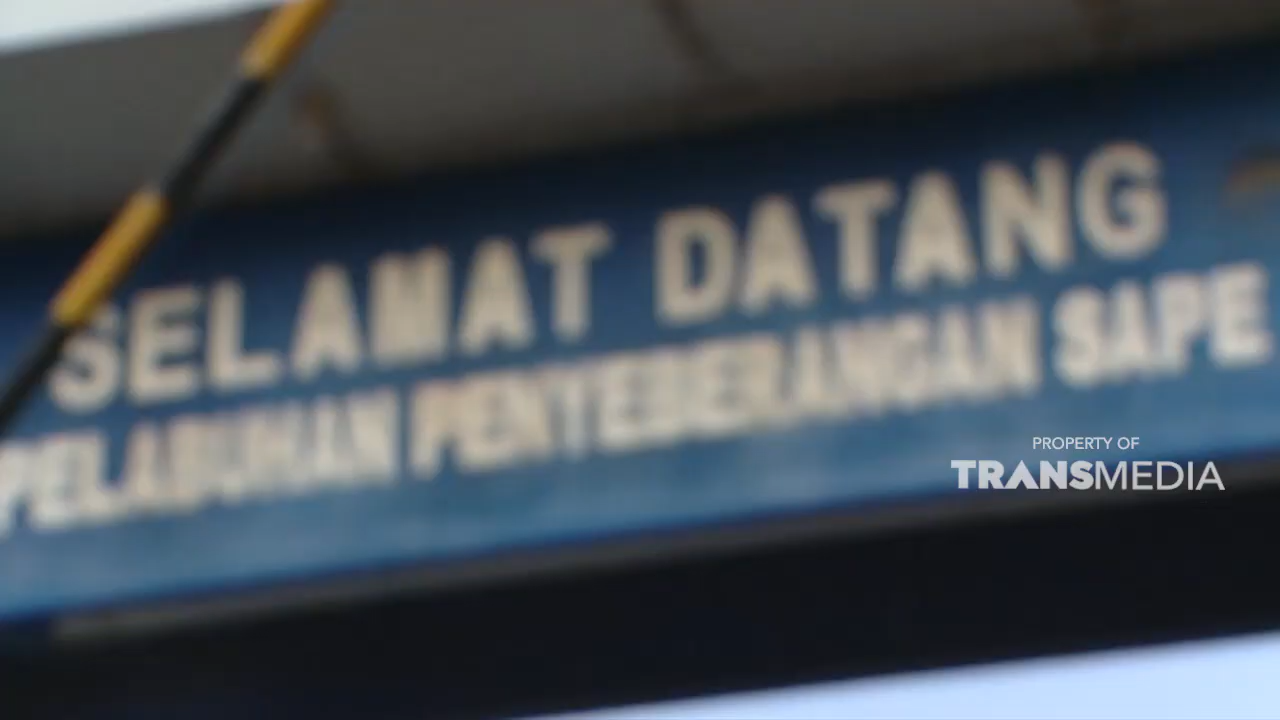 SELAMAT DATANG
PELABUHAN PENYEBERANGAN SAPE
PROPERTY OF
TRANSMEDIA